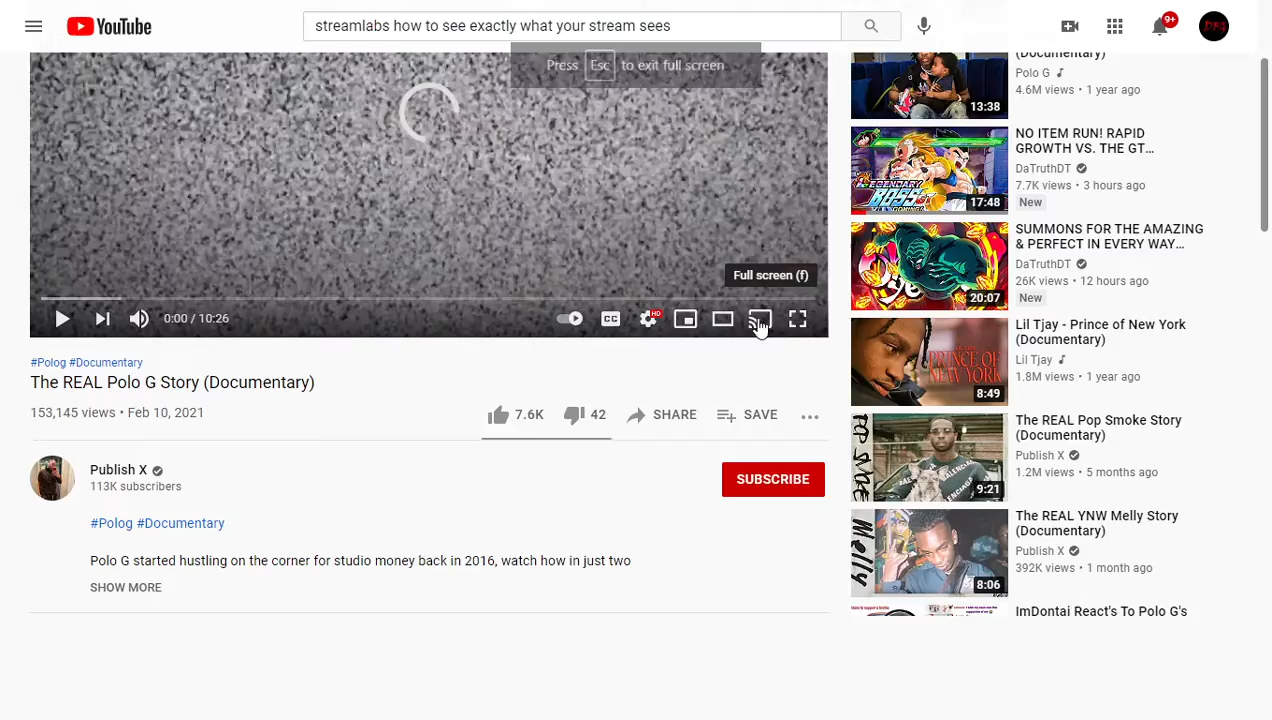 YouTube
streamlabs how to see exactly what your stream sees
9+
Press Esc to exit full screen
Full screen (f)
0:00 / 10:26
CC
HD
#Polog #Documentary
The REAL Polo G Story (Documentary)
153,145 views • Feb 10, 2021
7.6K
42
SHARE
SAVE
Publish X
113K subscribers
SUBSCRIBE
#Polog #Documentary
Polo G started hustling on the corner for studio money back in 2016, watch how in just two
SHOW MORE
(Documentary)
Polo G
4.6M views • 1 year ago
13:38
NO ITEM RUN! RAPID
GROWTH VS. THE GT...
DaTruthDT
7.7K views • 3 hours ago
New
LEGENDARY
BOSS
17:48
SUMMONS FOR THE AMAZING
& PERFECT IN EVERY WAY...
DaTruthDT
26K views • 12 hours ago
New
20:07
Lil Tjay - Prince of New York
(Documentary)
Lil Tjay
1.8M views • 1 year ago
PRINCE OF
NEW YORK
8:49
The REAL Pop Smoke Story
(Documentary)
Publish X
1.2M views • 5 months ago
POP SMOKE
9:21
The REAL YNW Melly Story
(Documentary)
Publish X
392K views • 1 month ago
Melly
8:06
ImDontai React's To Polo G's